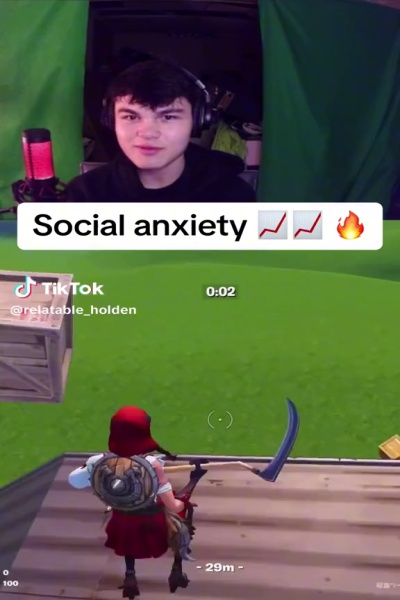 Social anxiety 📈📈 🔥
TikTok
0:02
@relatable_holden
- 29m -
0
100